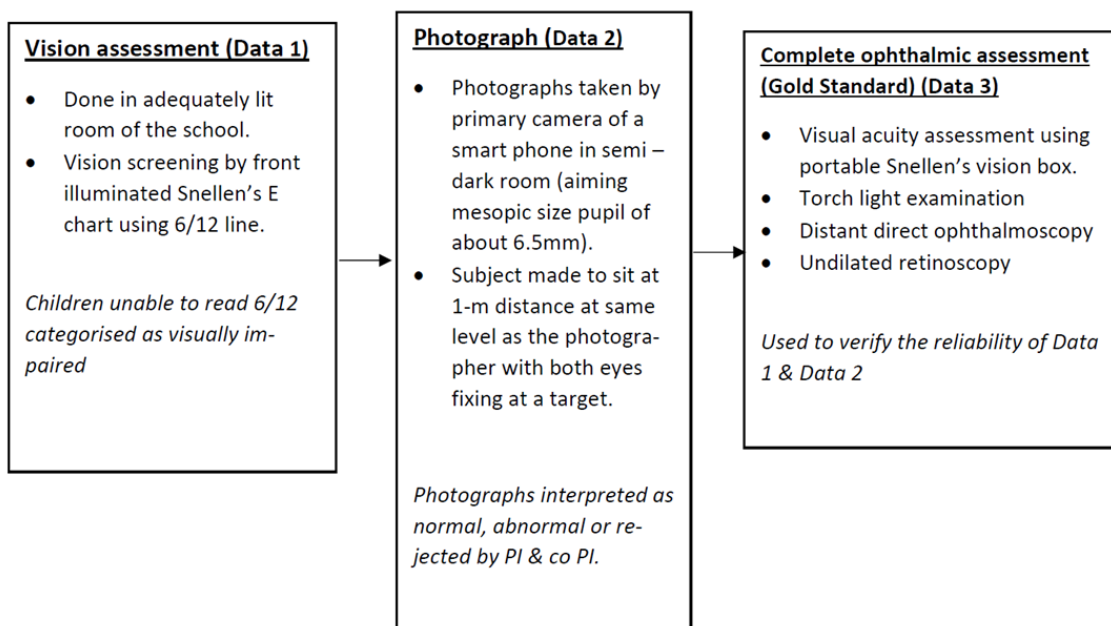 Vision assessment (Data 1)
• Done in adequately lit
room of the school.
• Vision screening by front
illuminated Snellen’s E
chart using 6/12 line.
Children unable to read 6/12
categorised as visually im-
paired
Photograph (Data 2)
• Photographs taken by
primary camera of a
smart phone in semi –
dark room (aiming
mesopic size pupil of
about 6.5mm).
• Subject made to sit at
1-m distance at same
level as the photogra-
pher with both eyes
fixing at a target.
Photographs interpreted as
normal, abnormal or re-
jected by PI & co PI.
Complete ophthalmic assessment
(Gold Standard) (Data 3)
• Visual acuity assessment using
portable Snellen’s vision box.
• Torch light examination
• Distant direct ophthalmoscopy
• Undilated retinoscopy
Used to verify the reliability of Data
1 & Data 2